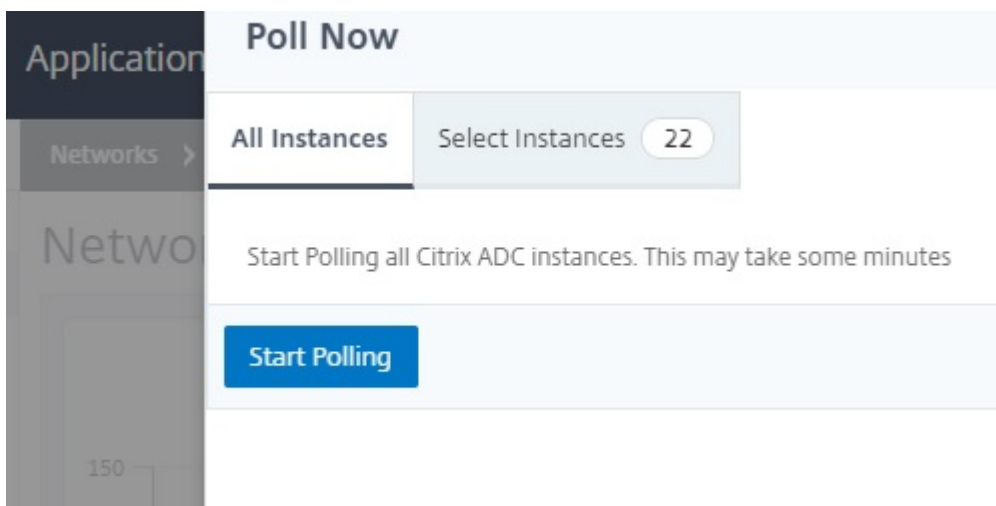 Application
Poll Now
Networks >
All Instances
Select Instances 22
Netwo
Start Polling all Citrix ADC instances. This may take some minutes
Start Polling
150